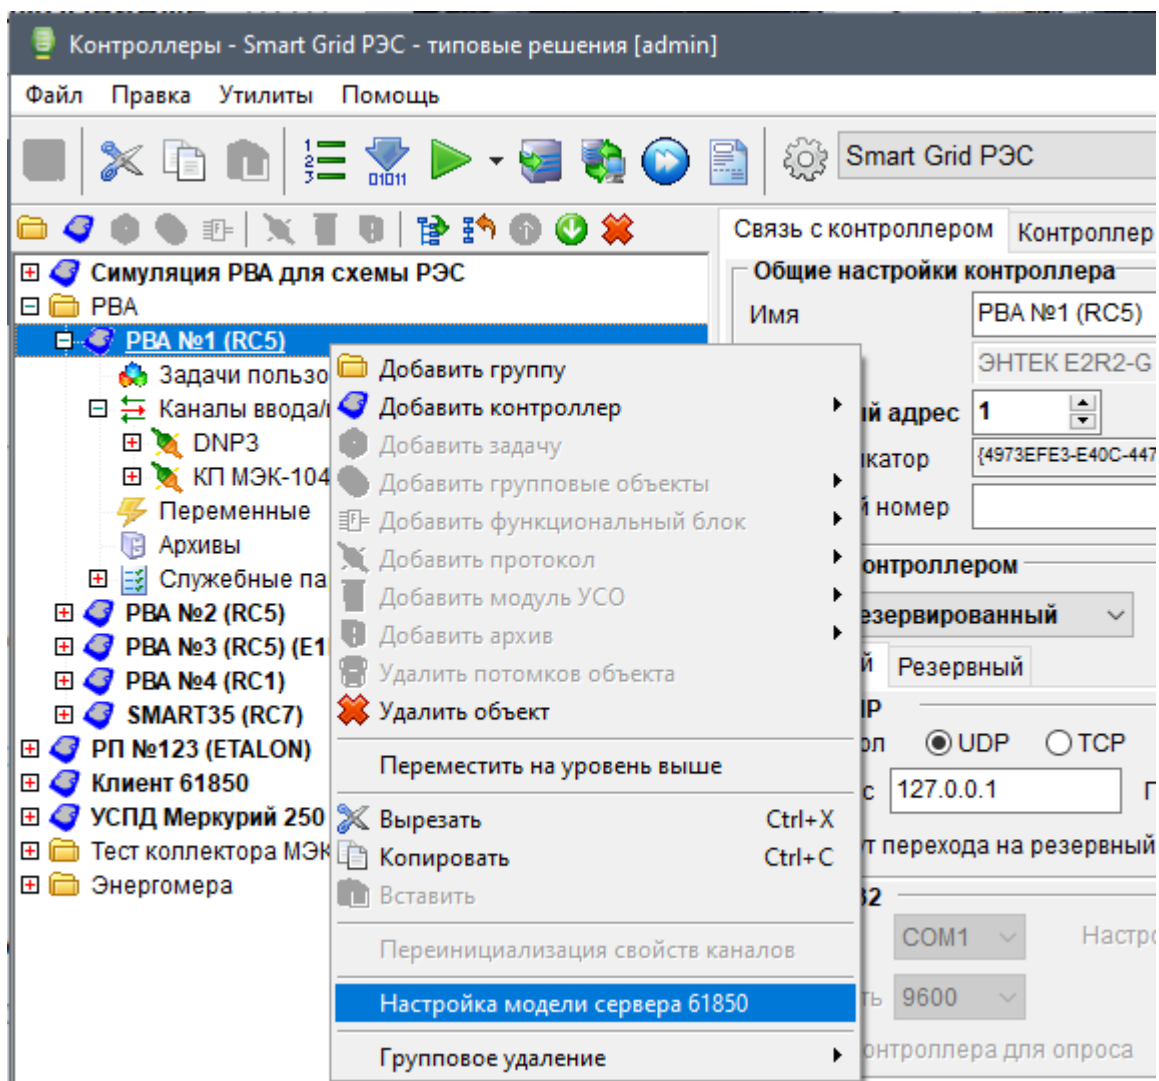 Контроллеры - Smart Grid РЭС - типовые решения [admin]
Файл Правка Утилиты Помощь
Smart Grid РЭС
Связь с контроллером Контроллер
Симуляция РВА для схемы РЭС
Общие настройки контроллера
РВА
Имя РВА №1 (RC5)
РВА №1 (RC5)
Задачи пользо
Каналы ввода/
DNP3
КП МЭК-104
Переменные
Архивы
Служебные па
РВА №2 (RC5)
РВА №3 (RC5) (E1
РВА №4 (RC1)
SMART35 (RC7)
РП №123 (ETALON)
Клиент 61850
УСПД Меркурий 250
Тест коллектора МЭК
Энергомера
Добавить группу
Добавить контроллер
Добавить задачу
Добавить групповые объекты
Добавить функциональный блок
Добавить протокол
Добавить модуль УСО
Добавить архив
Удалить потомков объекта
Удалить объект
Переместить на уровень выше
Вырезать Ctrl+X
Копировать Ctrl+C
Вставить
Переинициализация свойств каналов
Настройка модели сервера 61850
Групповое удаление
ЭНТЕК E2R2-G
ый адрес 1
икатор {4973EFE3-E40C-447
й номер
онтроллером
езервированный
й Резервный
IP
ол UDP TCP
с 127.0.0.1 П
т перехода на резервный
32
COM1 Настро
ть 9600
онтроллера для опроса